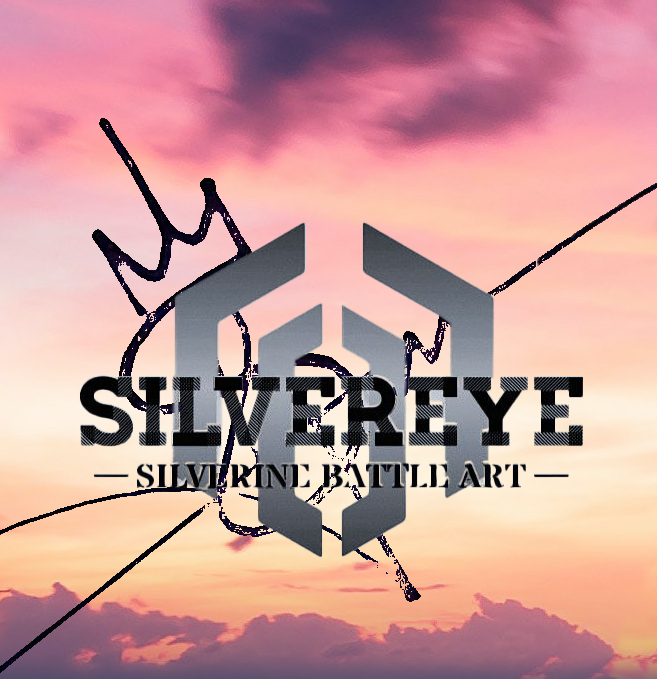 SILVEREYE
— SILVERINE BATTLE ART —